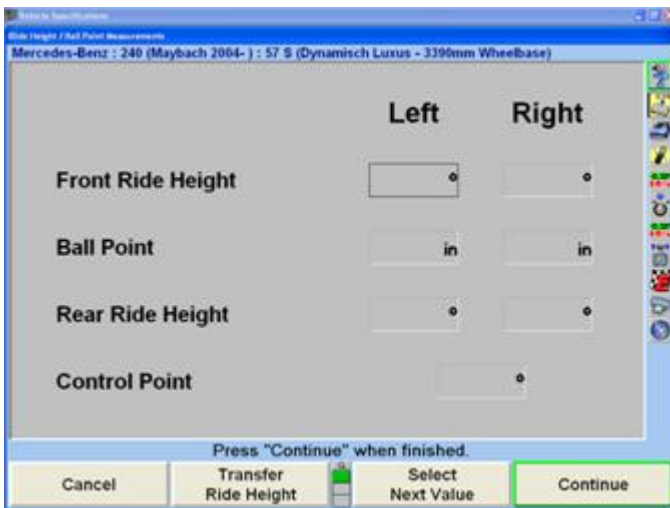 Vehicle Specifications
Ride Height / Ball Point Measurements
Mercedes-Benz : 240 (Maybach 2004- ) : 57 S (Dynamisch Luxus - 3390mm Wheelbase)
Left Right
Front Ride Height ° °
Ball Point in in
Rear Ride Height ° °
Control Point °
Press "Continue" when finished.
Cancel
Transfer
Ride Height
Select
Next Value
Continue